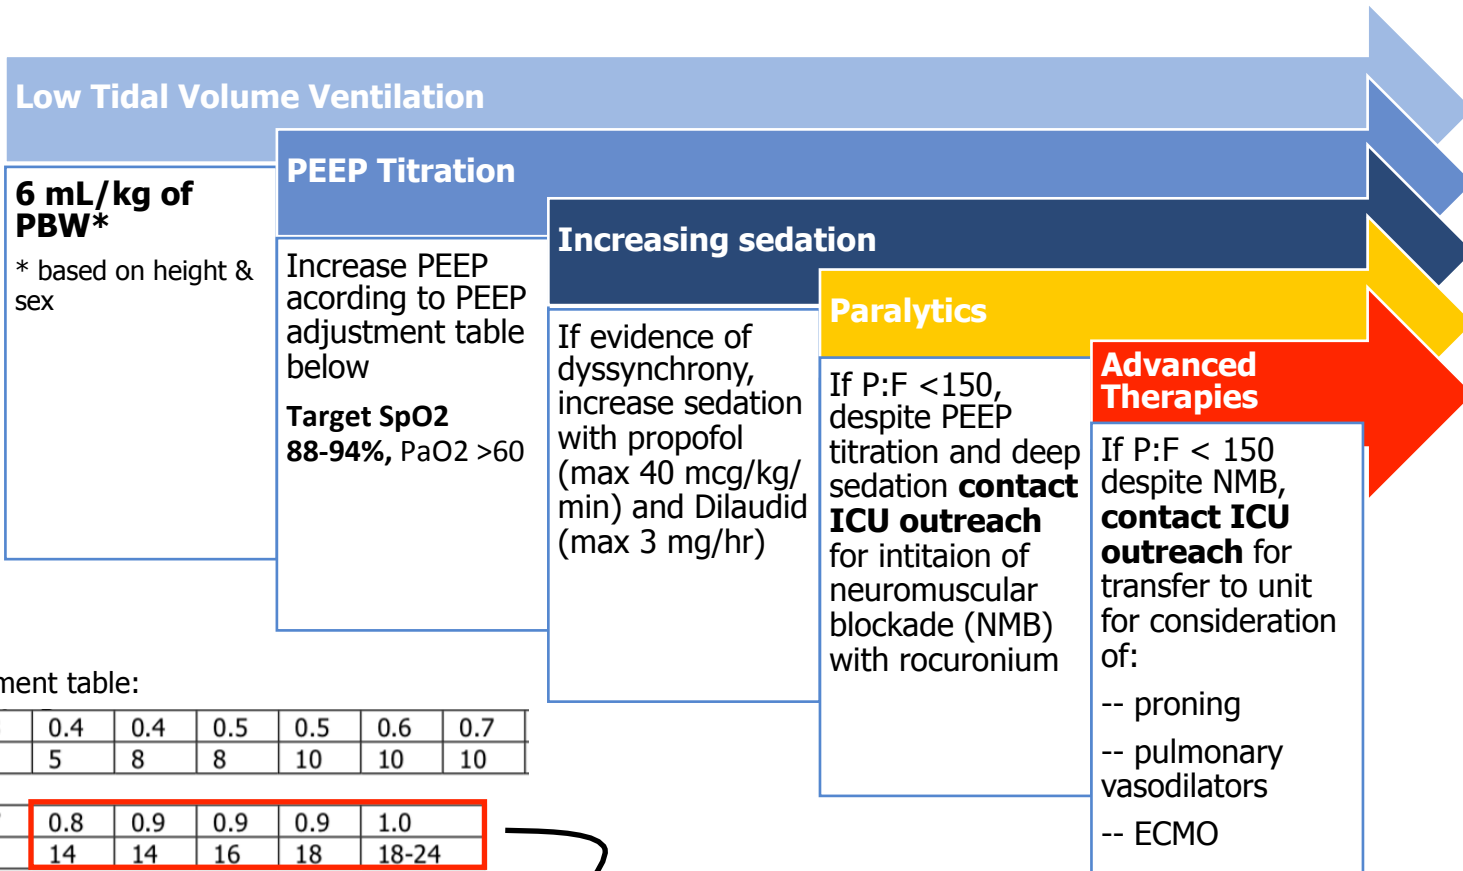 Low Tidal Volume Ventilation
6 mL/kg of
PBW*
* based on height &
sex
PEEP Titration
Increase PEEP
acording to PEEP
adjustment table
below
Target SpO2
88-94%, PaO2 >60
Increasing sedation
If evidence of
dyssynchrony,
increase sedation
with propofol
(max 40 mcg/kg/
min) and Dilaudid
(max 3 mg/hr)
Paralytics
If P:F <150,
despite PEEP
titration and deep
sedation contact
ICU outreach
for intitaion of
neuromuscular
blockade (NMB)
with rocuronium
Advanced
Therapies
If P:F < 150
despite NMB,
contact ICU
outreach for
transfer to unit
for consideration
of:
-- proning
-- pulmonary
vasodilators
-- ECMO
ment table:
0.4 0.4 0.5 0.5 0.6 0.7
5 8 8 10 10 10
0.8 0.9 0.9 0.9 1.0
14 14 16 18 18-24